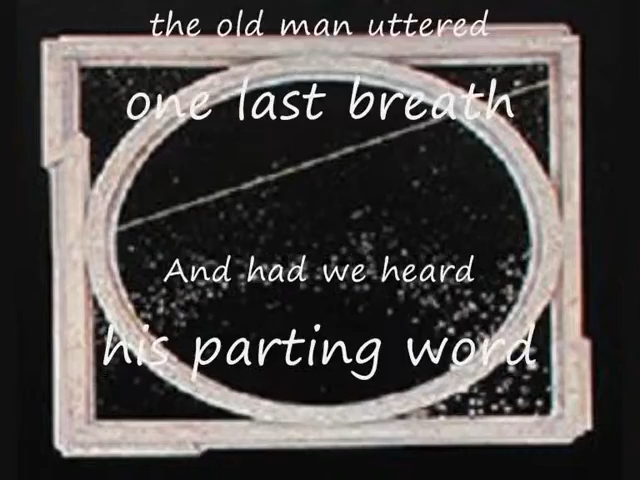 the old man uttered
one last breath
And had we heard
his parting word